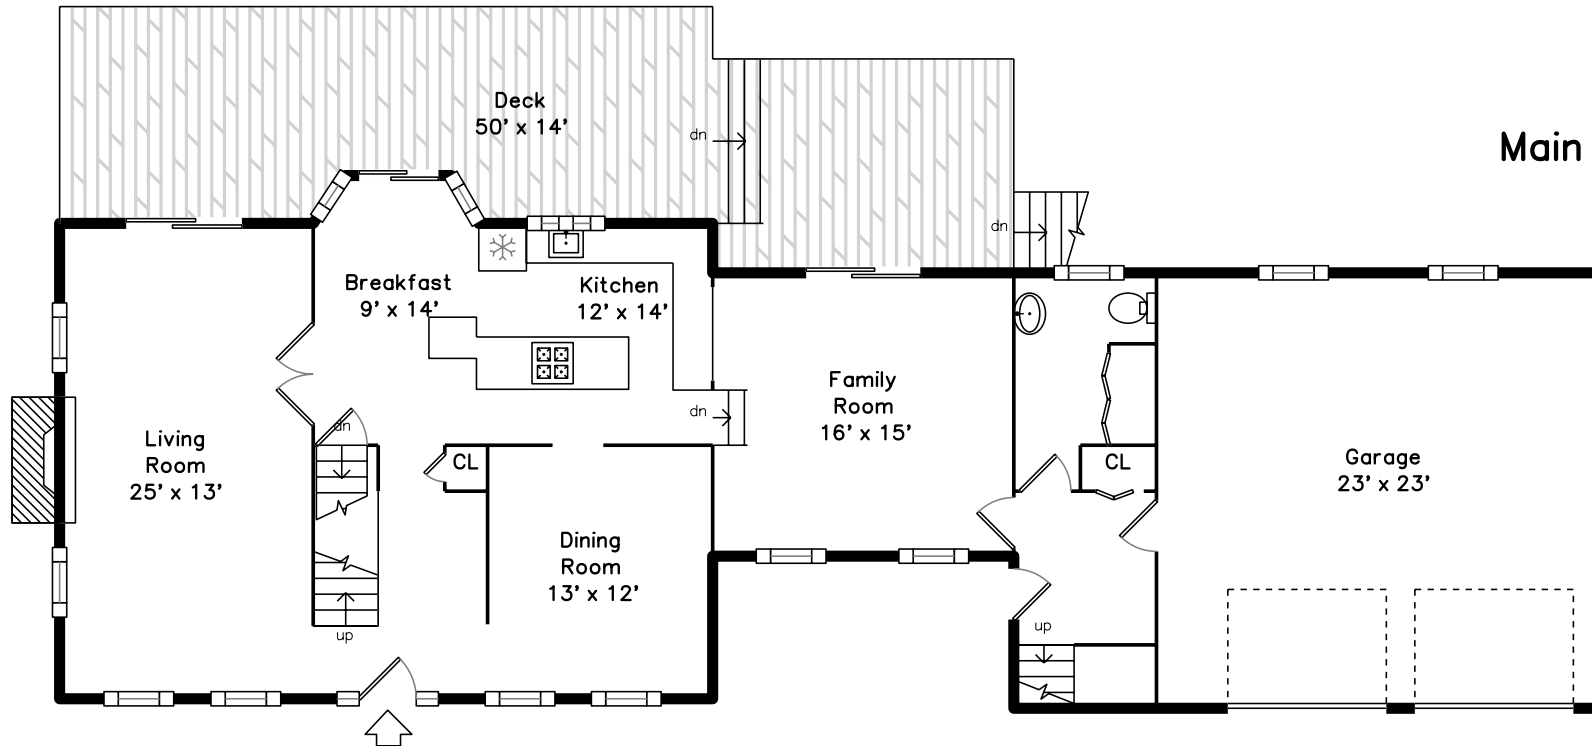 Deck
50' x 14'
dn
Main
dn
Breakfast
9' x 14'
Kitchen
12' x 14'
Family
Room
16' x 15'
dn
dn
Living
Room
25' x 13'
CL
CL
Garage
23' x 23'
Dining
Room
13' x 12'
up
up